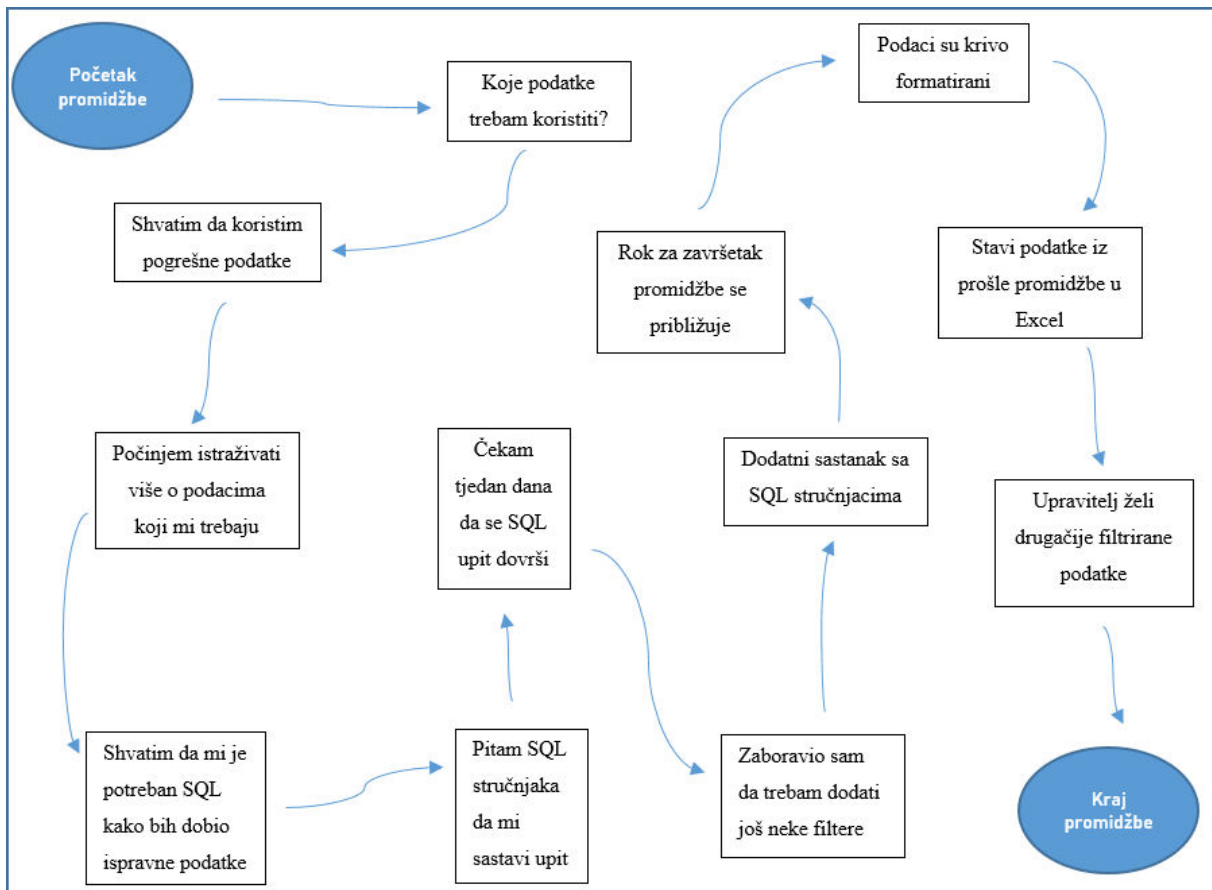 Početak
promidžbe
Koje podatke
trebam koristiti?
Shvatim da koristim
pogrešne podatke
Počinjem istraživati
više o podacima
koji mi trebaju
Shvatim da mi je
potreban SQL
kako bih dobio
ispravne podatke
Pitam SQL
stručnjaka
da mi
sastavi upit
Čekam
tjedan dana
da se SQL
upit dovrši
Zaboravio sam
da trebam dodati
još neke filtere
Dodatni sastanak sa
SQL stručnjacima
Rok za završetak
promidžbe se
približuje
Podaci su krivo
formatirani
Stavi podatke iz
prošle promidžbe u
Excel
Upravitelj želi
drugačije filtrirane
podatke
Kraj
promidžbe